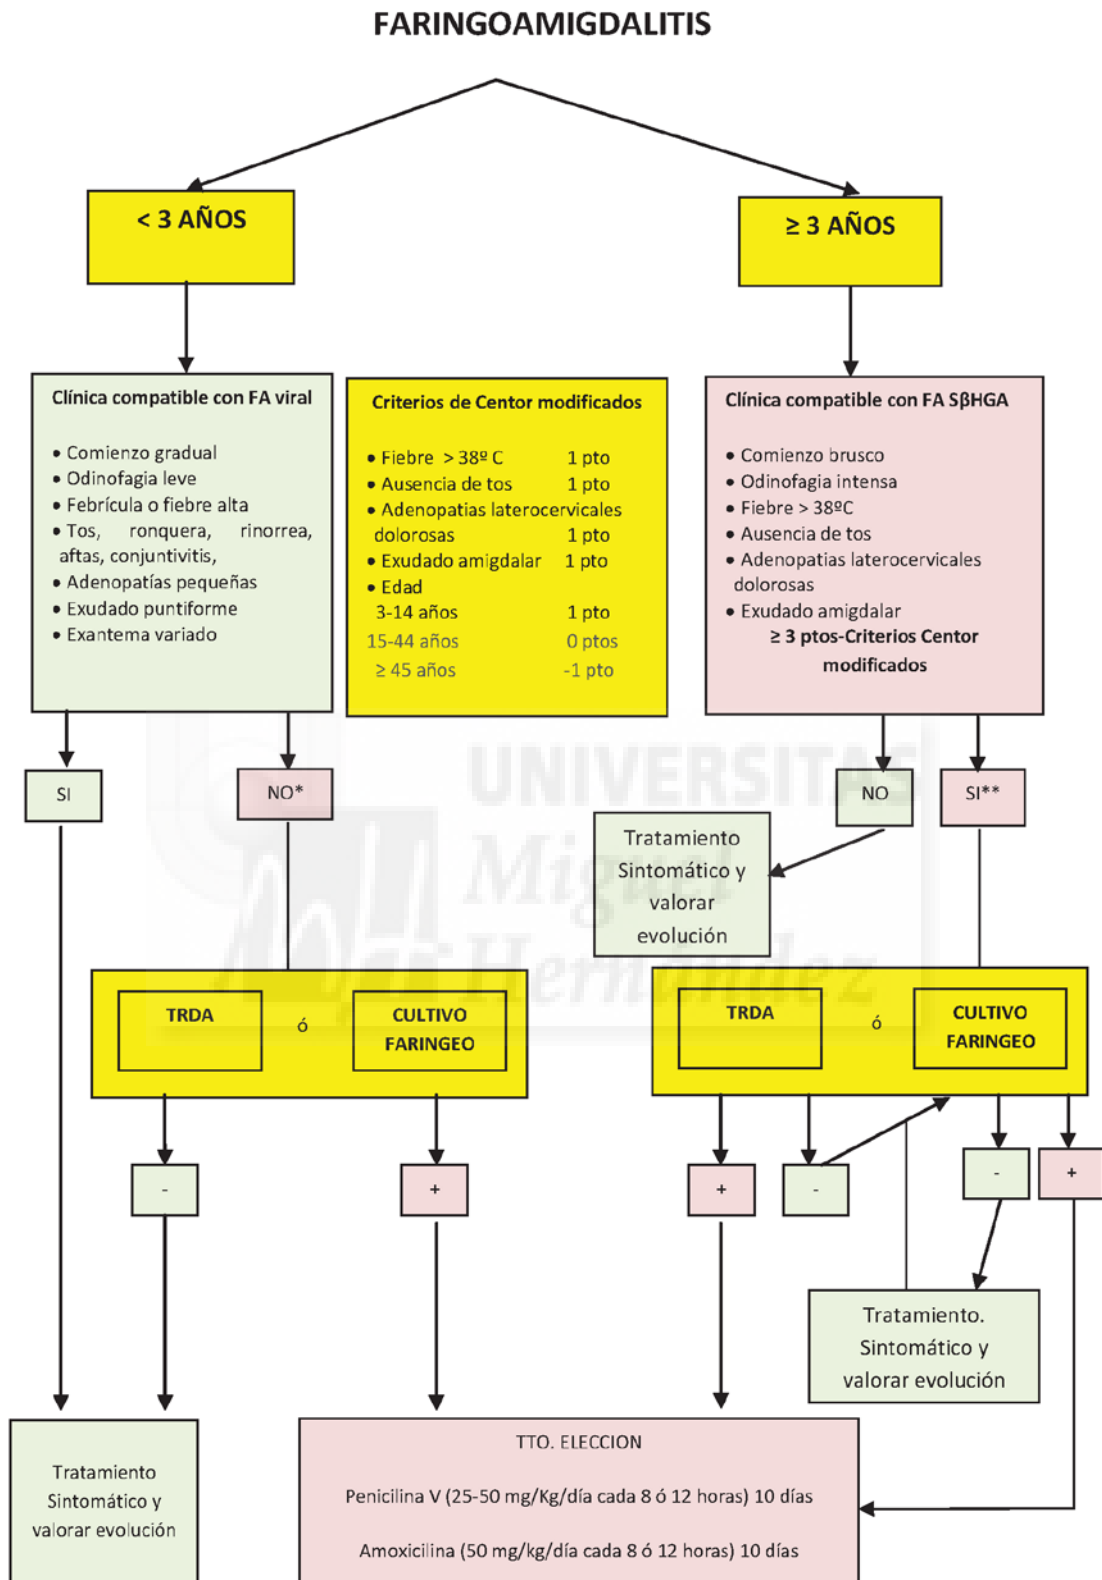 FARINGOAMIGDALITIS
< 3 AÑOS
≥ 3 AÑOS
Clínica compatible con FA viral
• Comienzo gradual
• Odinofagia leve
• Febrícula o fiebre alta
• Tos, ronquera, rinorrea,
aftas, conjuntivitis,
• Adenopatías pequeñas
• Exudado puntiforme
• Exantema variado
Criterios de Centor modificados
• Fiebre > 38º C 1 pto
• Ausencia de tos 1 pto
• Adenopatias laterocervicales
dolorosas 1 pto
• Exudado amigdalar 1 pto
• Edad
3-14 años 1 pto
15-44 años 0 ptos
≥ 45 años -1 pto
Clínica compatible con FA SβHGA
• Comienzo brusco
• Odinofagia intensa
• Fiebre > 38ºC
• Ausencia de tos
• Adenopatias laterocervicales
dolorosas
• Exudado amigdalar
≥ 3 ptos-Criterios Centor
modificados
SI
NO*
NO
SI**
UNIVERSITAS
Miguel
Hernández
Tratamiento
Sintomático y
valorar
evolución
TRDA
ó
CULTIVO
FARINGEO
TRDA
ó
CULTIVO
FARINGEO
-
+
+
-
-
+
Tratamiento.
Sintomático y
valorar evolución
Tratamiento
Sintomático y
valorar evolución
TTO. ELECCION
Penicilina V (25-50 mg/Kg/día cada 8 ó 12 horas) 10 días
Amoxicilina (50 mg/kg/día cada 8 ó 12 horas) 10 días